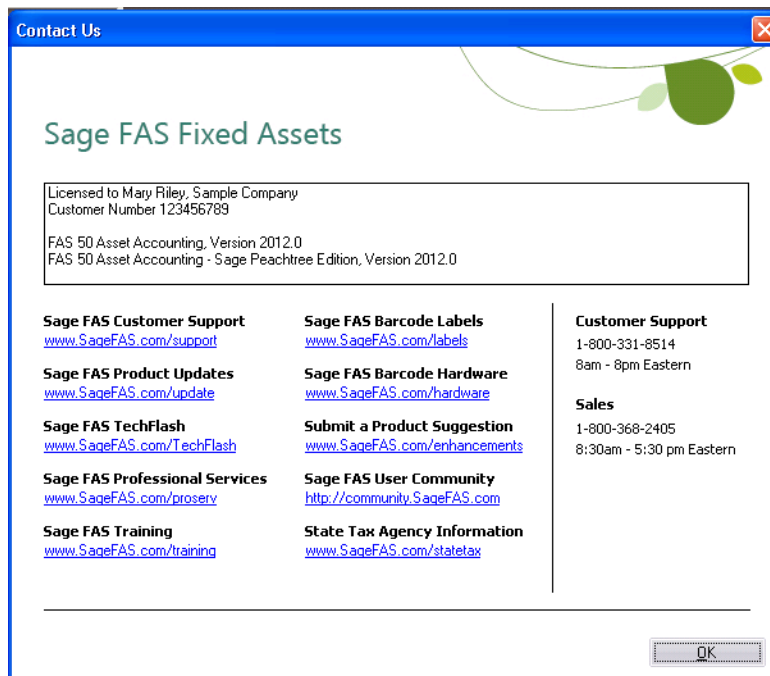 Contact Us
Sage FAS Fixed Assets
Licensed to Mary Riley, Sample Company
Customer Number 123456789
FAS 50 Asset Accounting, Version 2012.0
FAS 50 Asset Accounting - Sage Peachtree Edition, Version 2012.0
Sage FAS Customer Support
www.SageFAS.com/support
Sage FAS Product Updates
www.SageFAS.com/update
Sage FAS TechFlash
www.SageFAS.com/TechFlash
Sage FAS Professional Services
www.SageFAS.com/proserv
Sage FAS Training
www.SageFAS.com/training
Sage FAS Barcode Labels
www.SageFAS.com/labels
Sage FAS Barcode Hardware
www.SageFAS.com/hardware
Submit a Product Suggestion
www.SageFAS.com/enhancements
Sage FAS User Community
http://community.SageFAS.com
State Tax Agency Information
www.SageFAS.com/statetax
Customer Support
1-800-331-8514
8am - 8pm Eastern
Sales
1-800-368-2405
8:30am - 5:30 pm Eastern
OK